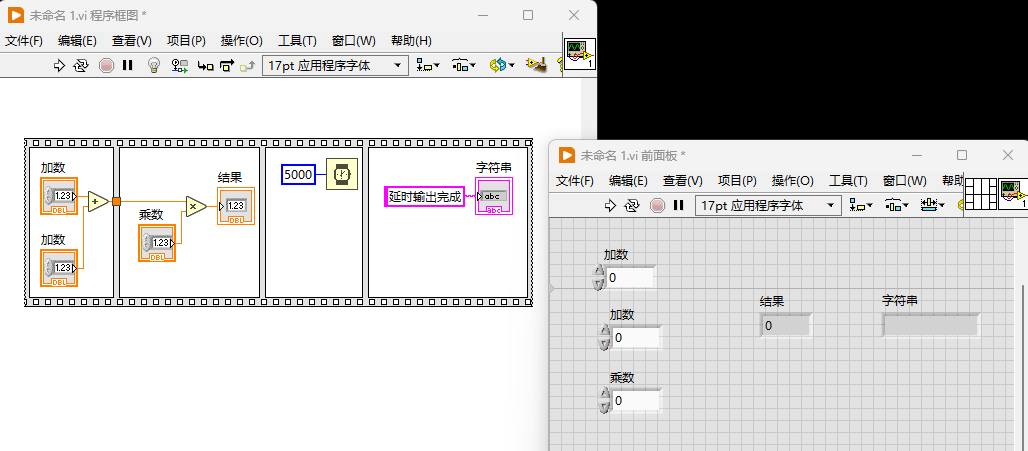 未命名 1.vi 程序框图 *
文件(F) 编辑(E) 查看(V) 项目(P) 操作(O) 工具(T) 窗口(W) 帮助(H)
17pt 应用程序字体
1
加数
1.23
DBL
加数
1.23
DBL
+
乘数
1.23
DBL
×
结果
1.23
DBL
5000
延时输出完成
字符串
abc
abc
未命名 1.vi 前面板 *
文件(F) 编辑(E) 查看(V) 项目(P) 操作(O) 工具(T) 窗口(W) 帮助
17pt 应用程序字体
1
加数
0
加数
0
乘数
0
结果
0
字符串